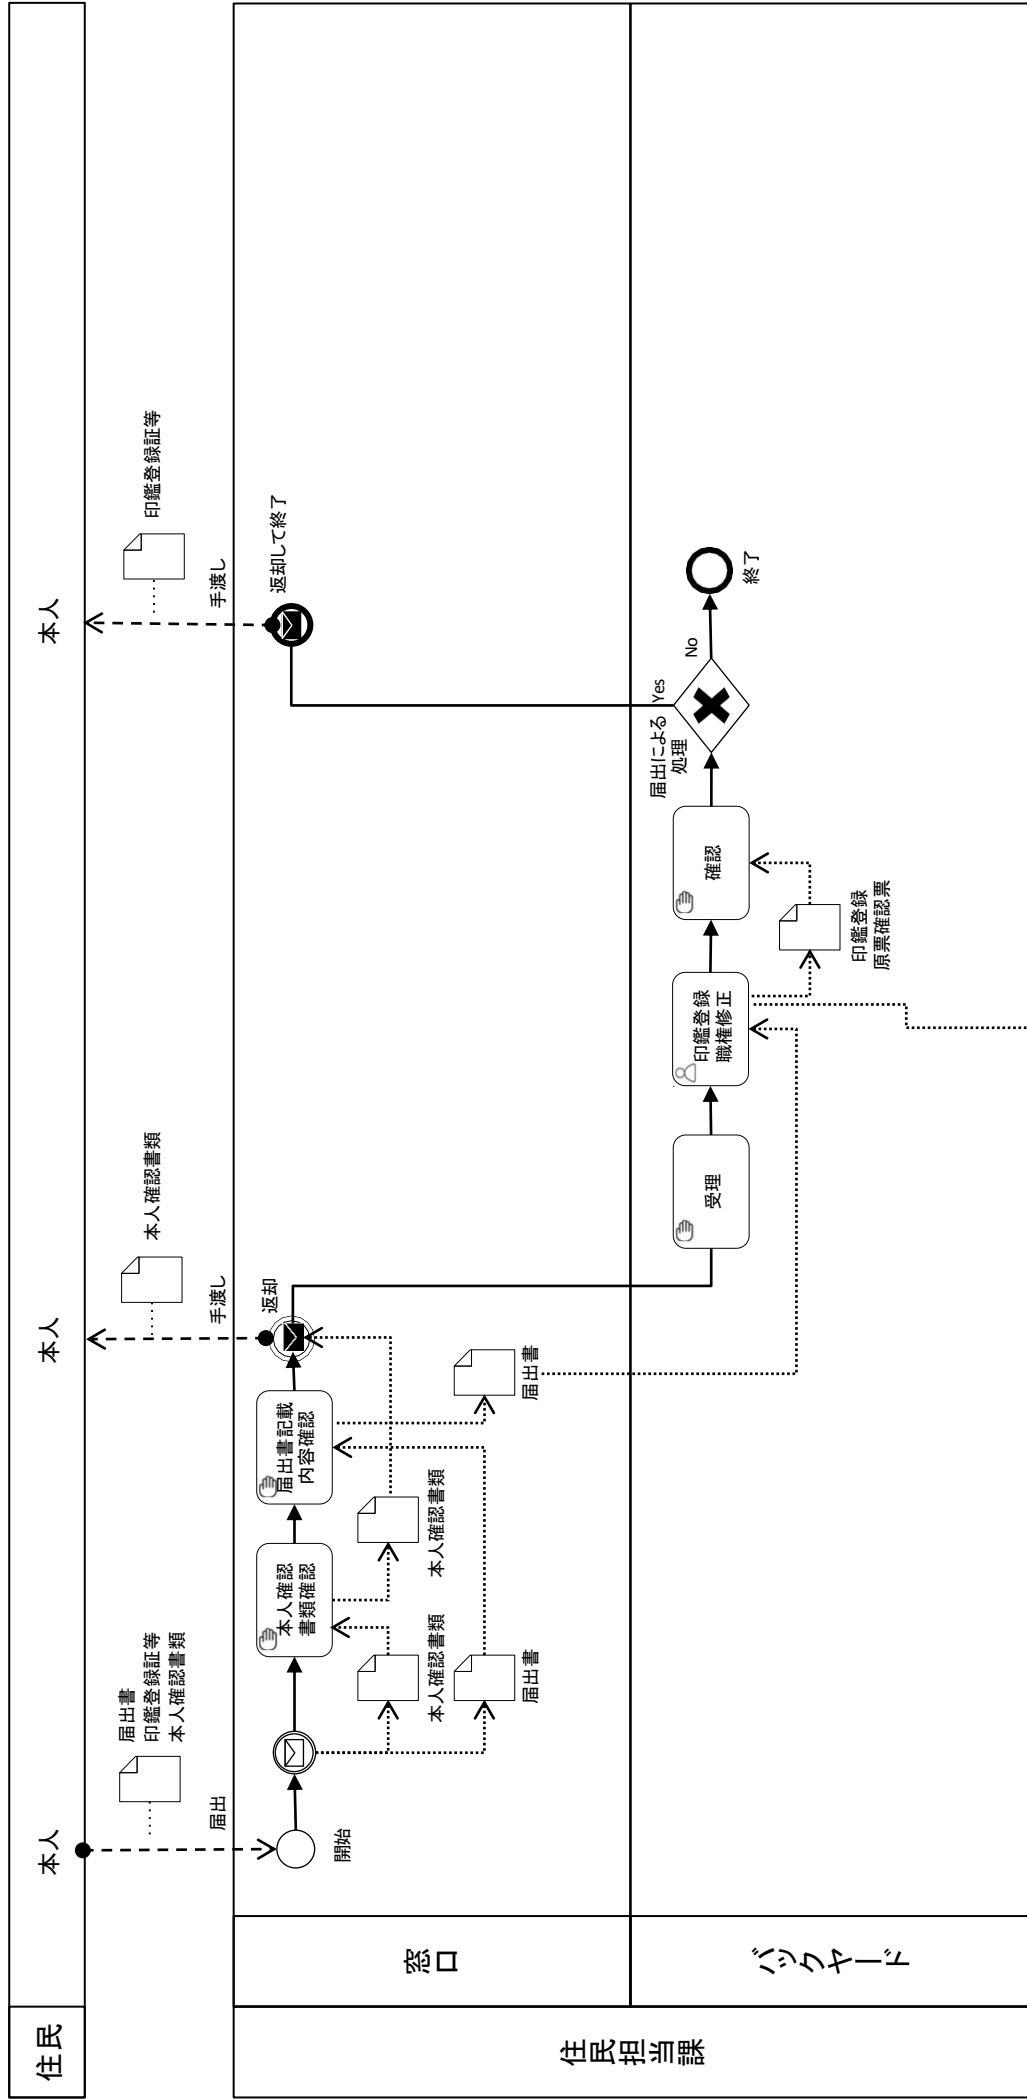 住民
本人
本人
本人
届出書
印鑑登録証等
本人確認書類
届出
本人確認書類
手渡し
印鑑登録証等
手渡し
住民担当課
窓口
開始
本人確認
書類確認
届出書記載
内容確認
返却
返却して終了
本人確認書類
本人確認書類
届出書
届出書
バックヤード
受理
印鑑登録
職権修正
確認
届出による
処理
Yes
No
終了
印鑑登録
原票確認票